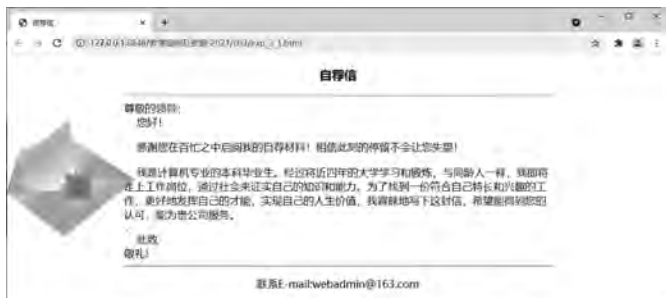 自荐信
自荐信
尊敬的领导：
您好！
感谢您在百忙之中启阅我的自荐材料！相信此刻的停留不会让您失望！
我是计算机专业的本科毕业生。经过将近四年的大学学习和锻炼，与同龄人一样，我即将
走上工作岗位，通过社会来证实自己的知识和能力。为了找到一份符合自己特长和兴趣的工
作，更好地发挥自己的才能，实现自己的人生价值，我冒昧地写下这封信，希望能得到您的
认可，能为贵公司服务。
此致
敬礼！
联系E-mail:webadmin@163.com